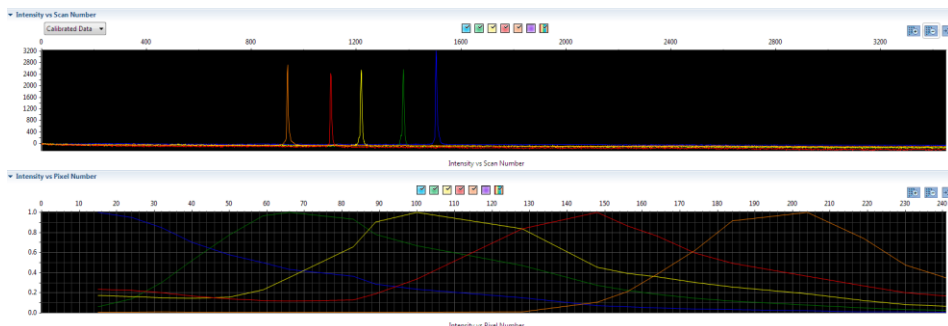 Intensity vs Scan Number
Calibrated Data
0 400 800 1200 1600 2000 2400 2800 3200
3200
2800
2400
2000
1600
1200
800
400
0
Intensity vs Scan Number
Intensity vs Pixel Number
0 10 20 30 40 50 60 70 80 90 100 110 120 130 140 150 160 170 180 190 200 210 220 230 240
1.0
0.8
0.6
0.4
0.2
0.0
Intensity vs Pixel Number